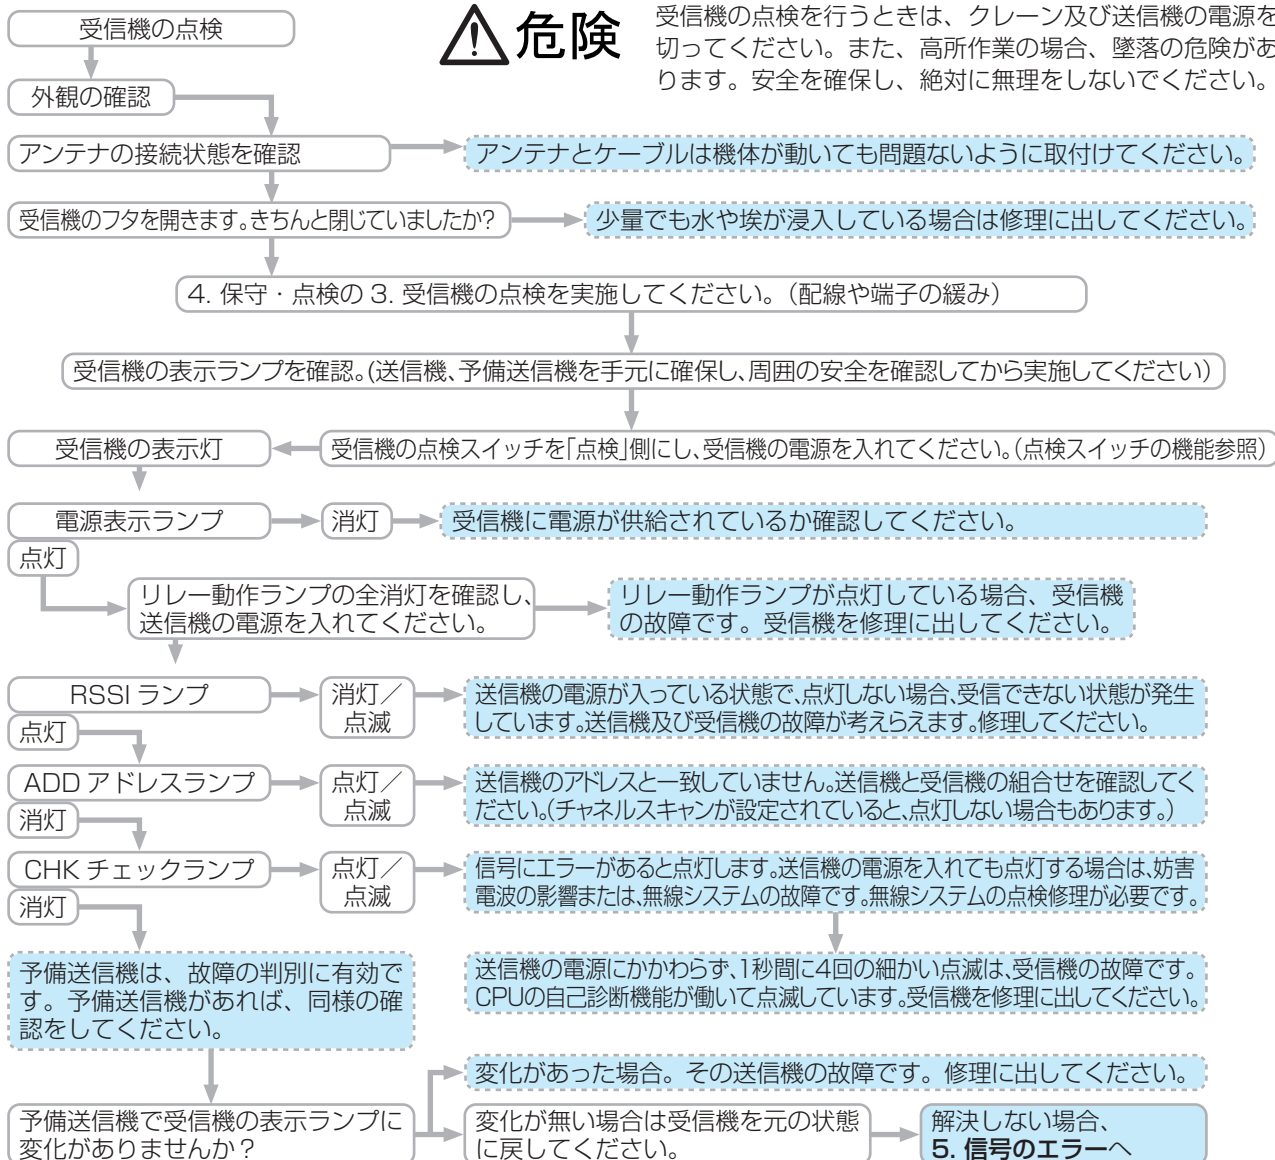 受信機の点検
危険
受信機の点検を行うときは、クレーン及び送信機の電源を
切ってください。また、高所作業の場合、墜落の危険があ
ります。安全を確保し、絶対に無理をしないでください。
外観の確認
アンテナの接続状態を確認
アンテナとケーブルは機体が動いても問題ないように取付けてください。
受信機のフタを開きます。きちんと閉じていましたか?
少量でも水や埃が浸入している場合は修理に出してください。
4. 保守・点検の 3. 受信機の点検を実施してください。（配線や端子の緩み）
受信機の表示ランプを確認。(送信機、予備送信機を手元に確保し、周囲の安全を確認してから実施してください）
受信機の表示灯
受信機の点検スイッチを「点検」側にし、受信機の電源を入れてください。（点検スイッチの機能参照）
電源表示ランプ
消灯
受信機に電源が供給されているか確認してください。
点灯
リレー動作ランプの全消灯を確認し、
送信機の電源を入れてください。
リレー動作ランプが点灯している場合、受信機
の故障です。受信機を修理に出してください。
RSSI ランプ
消灯／
点滅
送信機の電源が入っている状態で、点灯しない場合、受信できない状態が発生
しています。送信機及び受信機の故障が考えらえます。修理してください。
点灯
ADD アドレスランプ
点灯／
点滅
送信機のアドレスと一致していません。送信機と受信機の組合せを確認してく
ださい。（チャネルスキャンが設定されていると、点灯しない場合もあります。）
消灯
CHK チェックランプ
点灯／
点滅
信号にエラーがあると点灯します。送信機の電源を入れても点灯する場合は、妨害
電波の影響または、無線システムの故障です。無線システムの点検修理が必要です。
消灯
予備送信機は、故障の判別に有効で
す。予備送信機があれば、同様の確
認をしてください。
送信機の電源にかかわらず、1秒間に4回の細かい点滅は、受信機の故障です。
CPUの自己診断機能が働いて点滅しています。受信機を修理に出してください。
変化があった場合。その送信機の故障です。修理に出してください。
予備送信機で受信機の表示ランプに
変化がありませんか？
変化が無い場合は受信機を元の状態
に戻してください。
解決しない場合、
5. 信号のエラーへ